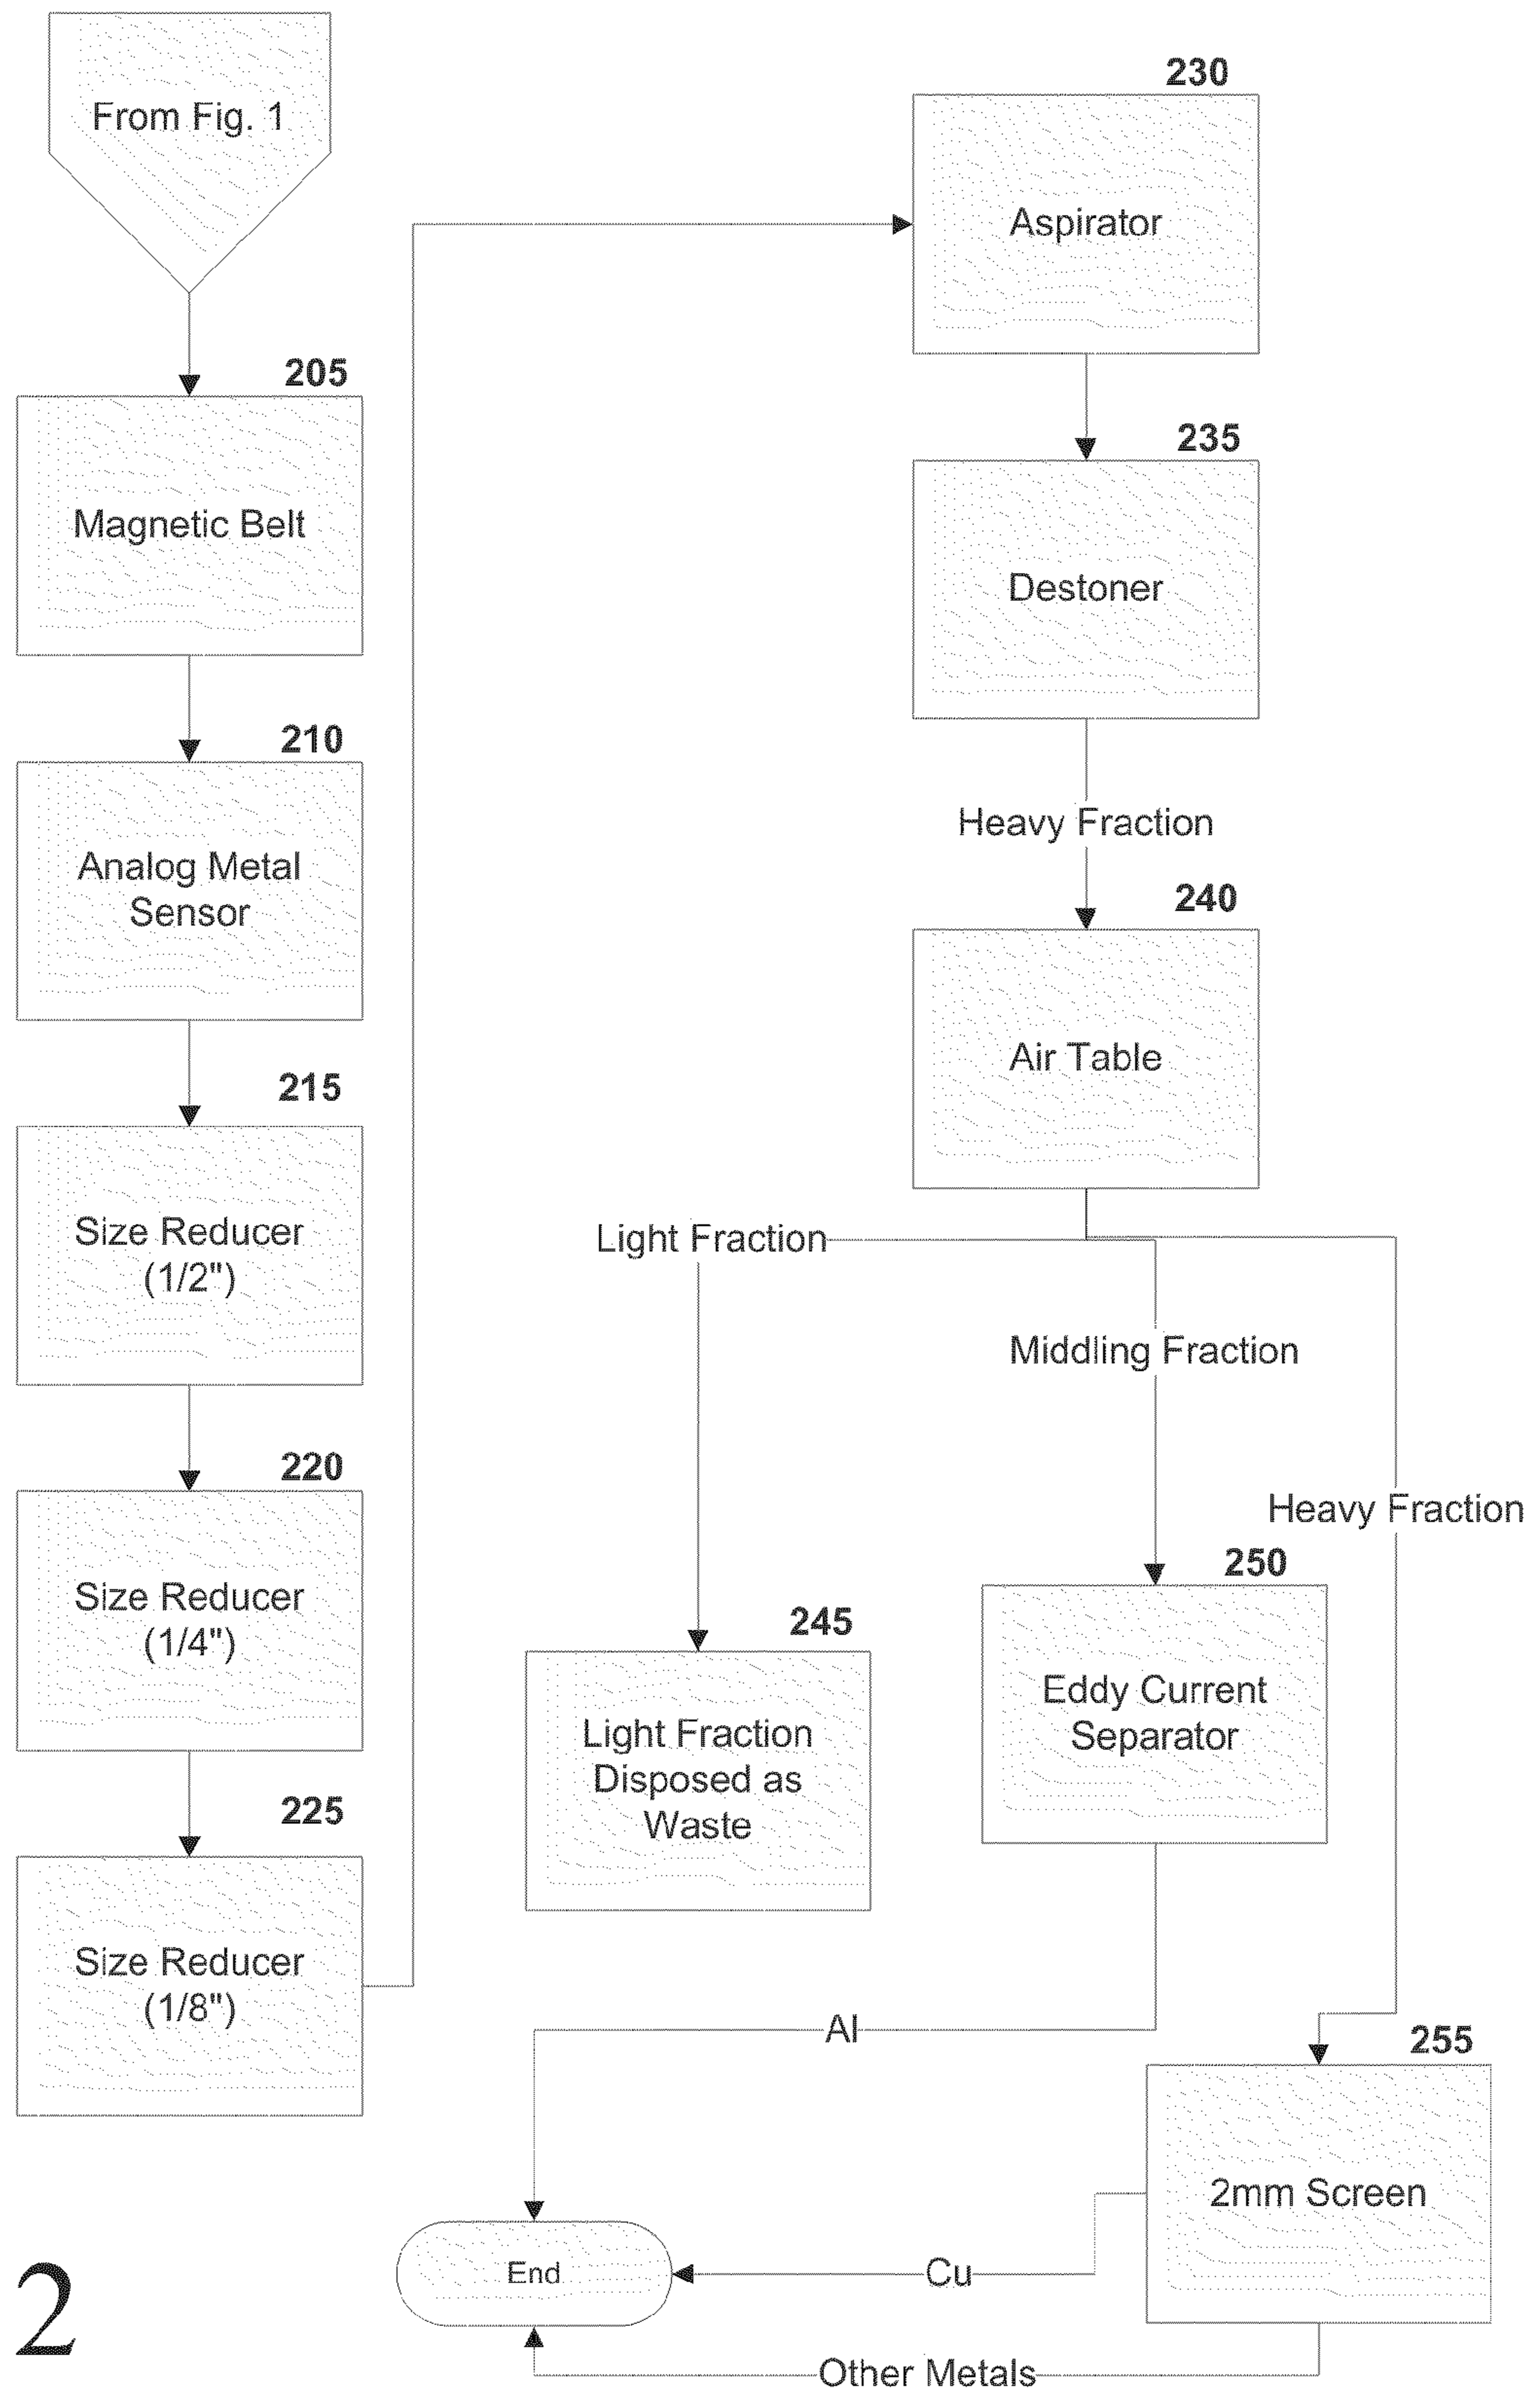 From Fig. 1
205
Magnetic Belt
210
Analog Metal
Sensor
215
Size Reducer
(1/2")
220
Size Reducer
(1/4")
225
Size Reducer
(1/8")
230
Aspirator
235
Destoner
Heavy Fraction
240
Air Table
Light Fraction
Middling Fraction
Heavy Fraction
245
Light Fraction
Disposed as
Waste
250
Eddy Current
Separator
Al
255
2mm Screen
Cu
Other Metals
End
2